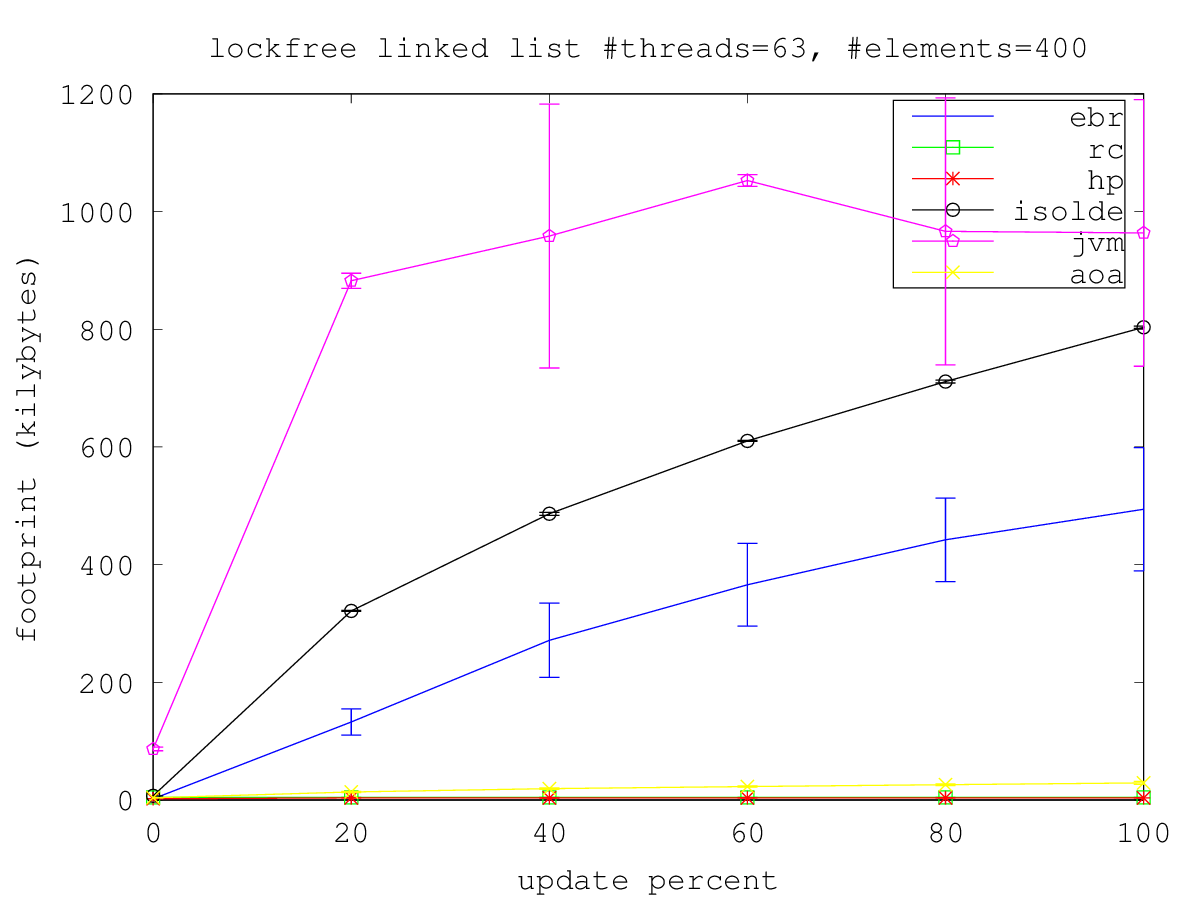 lockfree linked list #threads=63, #elements=400
1200
1000
800
600
400
200
0
footprint (kilybytes)
ebr
rc
hp
isolde
jvm
aoa
0 20 40 60 80 100
update percent